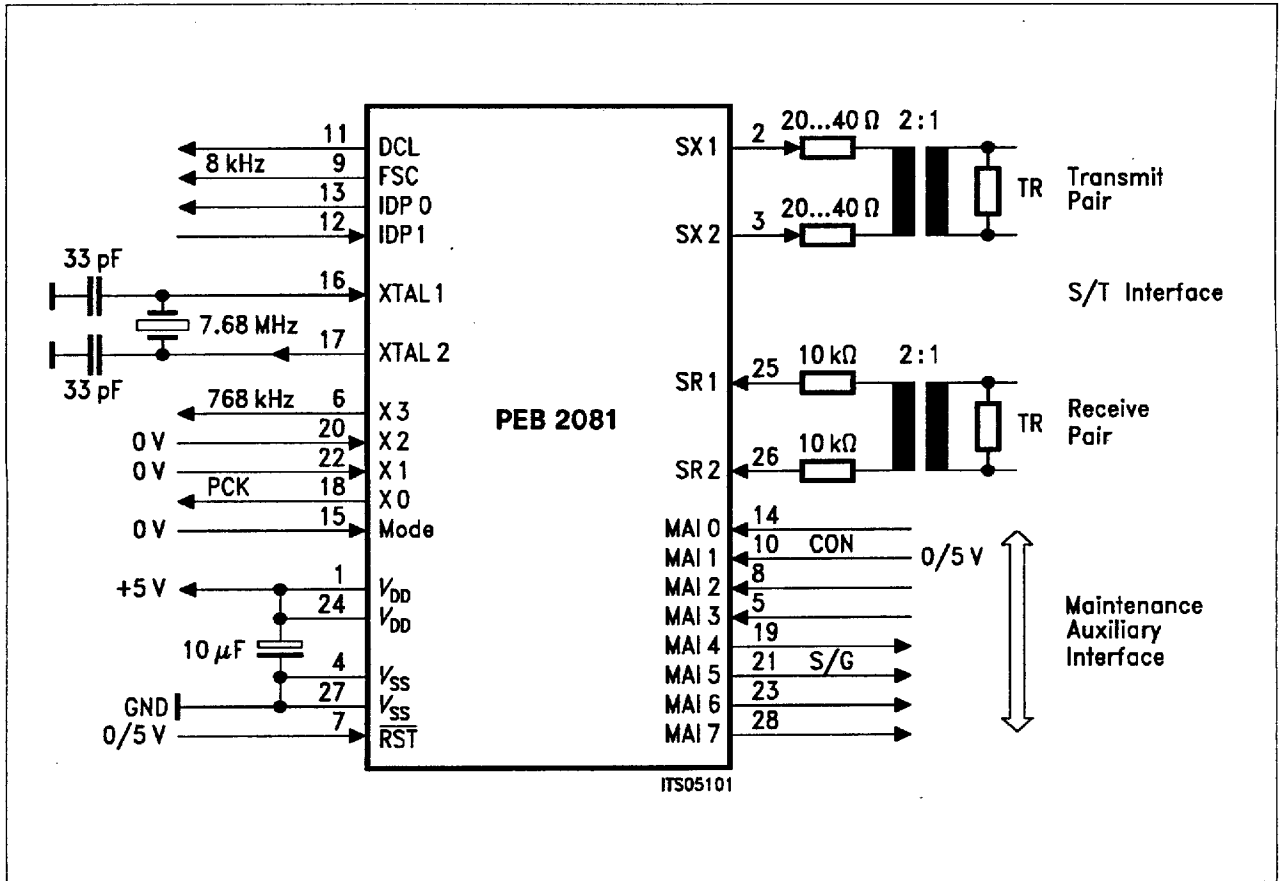 11 DCL
8 kHz 9 FSC
13 IDP 0
12 IDP 1
33 pF
16 XTAL 1
7.68 MHz
17 XTAL 2
33 pF
768 kHz 6 X 3
0 V 20 X 2
0 V 22 X 1
PCK 18 X 0
0 V 15 Mode
+5 V 1 VDD
24 VDD
10 μF
4 VSS
GND 27 VSS
0/5 V 7 RST
PEB 2081
SX 1 2 20...40 Ω 2 : 1
SX 2 3 20...40 Ω
TR Transmit
Pair
S/T Interface
SR 1 25 10 kΩ 2 : 1
SR 2 26 10 kΩ
TR Receive
Pair
MAI 0 14
MAI 1 10 CON 0/5 V
MAI 2 8
MAI 3 5
MAI 4 19
MAI 5 21 S/G
MAI 6 23
MAI 7 28
Maintenance
Auxiliary
Interface
ITS05101